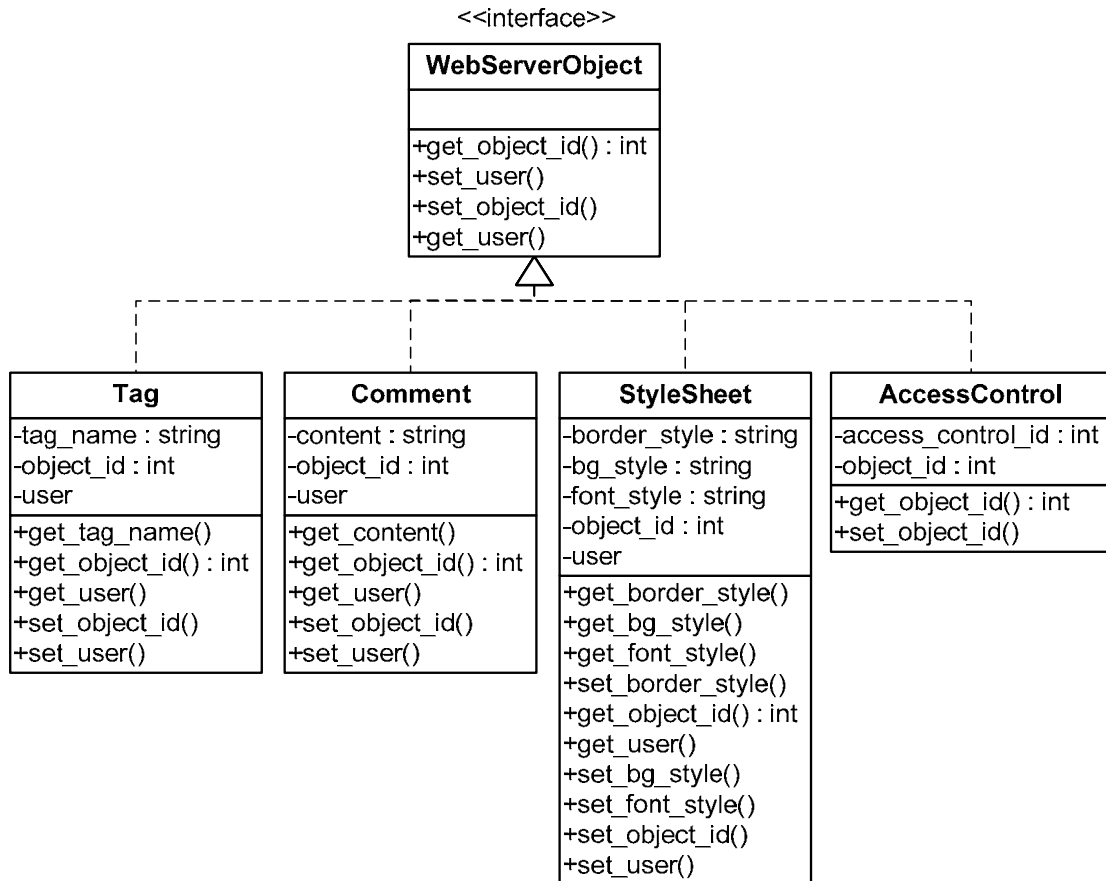 <<interface>>
WebServerObject
+get_object_id() : int
+set_user()
+set_object_id()
+get_user()
Tag
-tag_name : string
-object_id : int
-user
+get_tag_name()
+get_object_id() : int
+get_user()
+set_object_id()
+set_user()
Comment
-content : string
-object_id : int
-user
+get_content()
+get_object_id() : int
+get_user()
+set_object_id()
+set_user()
StyleSheet
-border_style : string
-bg_style : string
-font_style : string
-object_id : int
-user
+get_border_style()
+get_bg_style()
+get_font_style()
+set_border_style()
+get_object_id() : int
+get_user()
+set_bg_style()
+set_font_style()
+set_object_id()
+set_user()
AccessControl
-access_control_id : int
-object_id : int
+get_object_id() : int
+set_object_id()